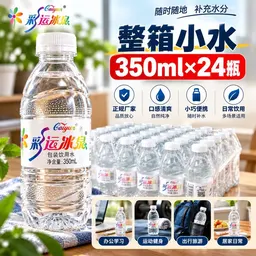 彩运冰泉
随时随地 补充水分
整箱小水
350ml×24瓶
正规厂家
品质放心
口感清爽
自然纯净
小巧便携
随时补水
日常饮用
多场景适用
Caiyun
彩运冰泉
包装饮用水
净含量:350ml
办公学习
运动健身
出行旅游
居家日常